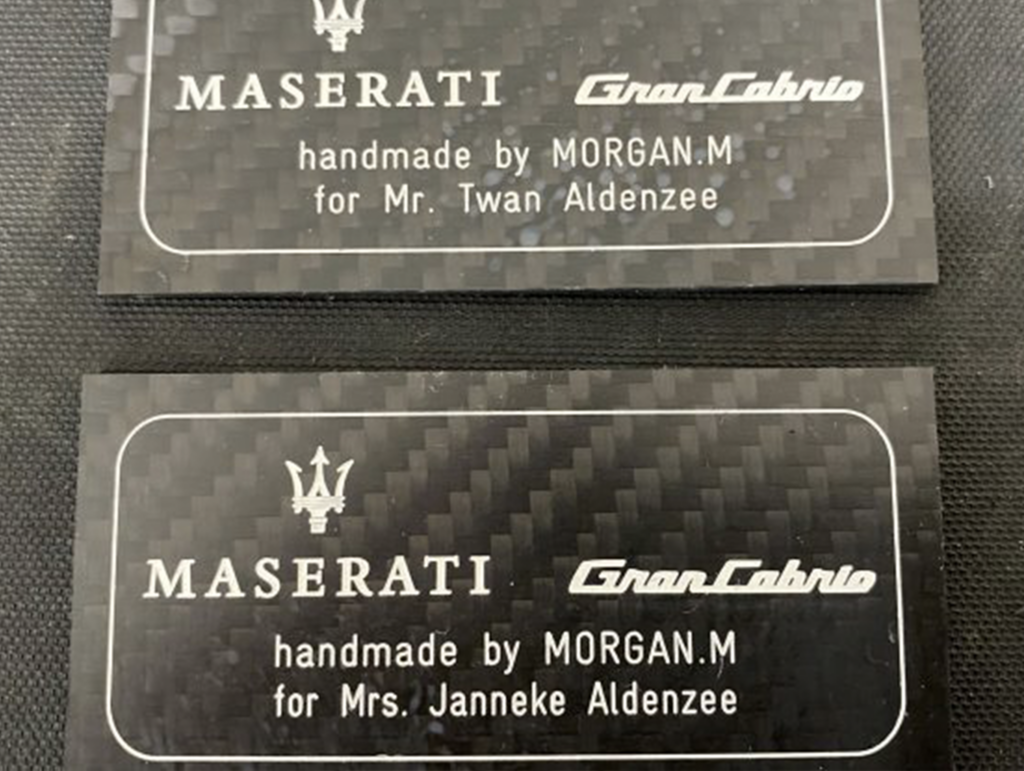 MASERATI GranCabrio
handmade by MORGAN.M
for Mr. Twan Aldenzee
MASERATI GranCabrio
handmade by MORGAN.M
for Mrs. Janneke Aldenzee